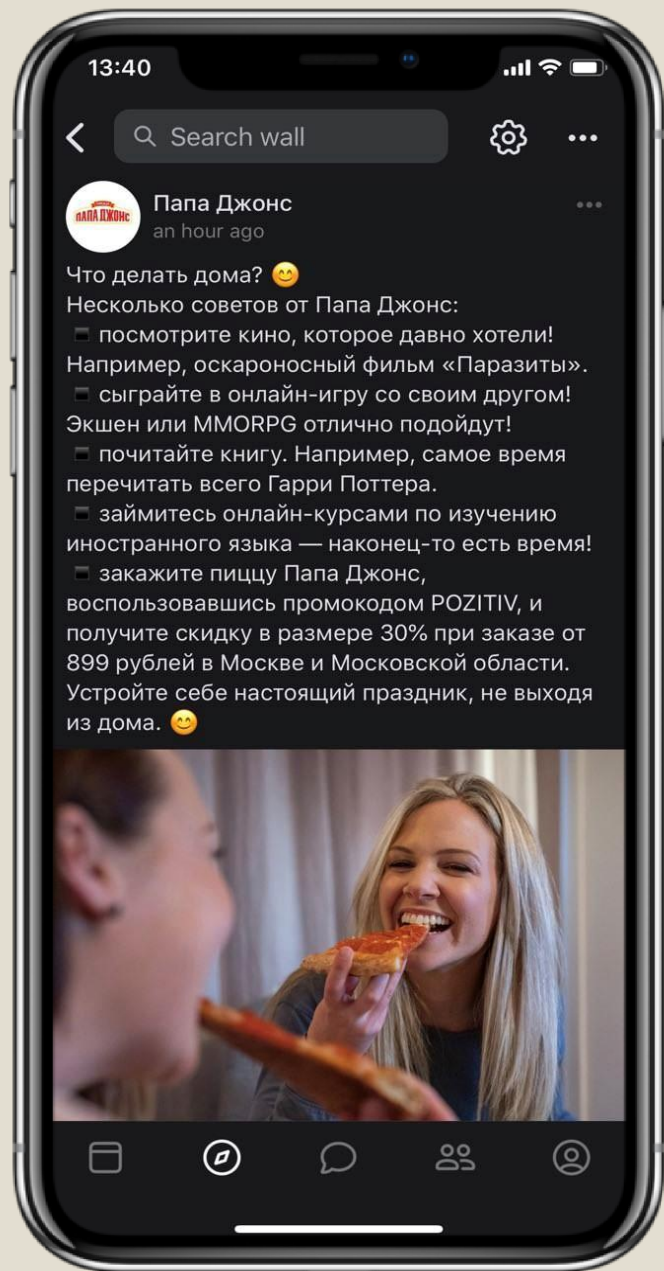 13:40
Search wall
ПАПА ДЖОНС
Папа Джонс
an hour ago
Что делать дома? 😊
Несколько советов от Папа Джонс:
▪️ посмотрите кино, которое давно хотели!
Например, оскароносный фильм «Паразиты».
▪️ сыграйте в онлайн-игру со своим другом!
Экшен или MMORPG отлично подойдут!
▪️ почитайте книгу. Например, самое время
перечитать всего Гарри Поттера.
▪️ займитесь онлайн-курсами по изучению
иностранного языка — наконец-то есть время!
▪️ закажите пиццу Папа Джонс,
воспользовавшись промокодом POZITIV, и
получите скидку в размере 30% при заказе от
899 рублей в Москве и Московской области.
Устройте себе настоящий праздник, не выходя
из дома. 😊